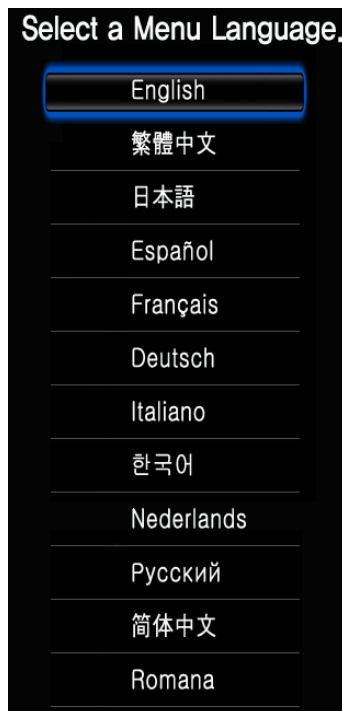 Select a Menu Language.
English
繁體中文
日本語
Español
Français
Deutsch
Italiano
한국어
Nederlands
Русский
简体中文
Romana